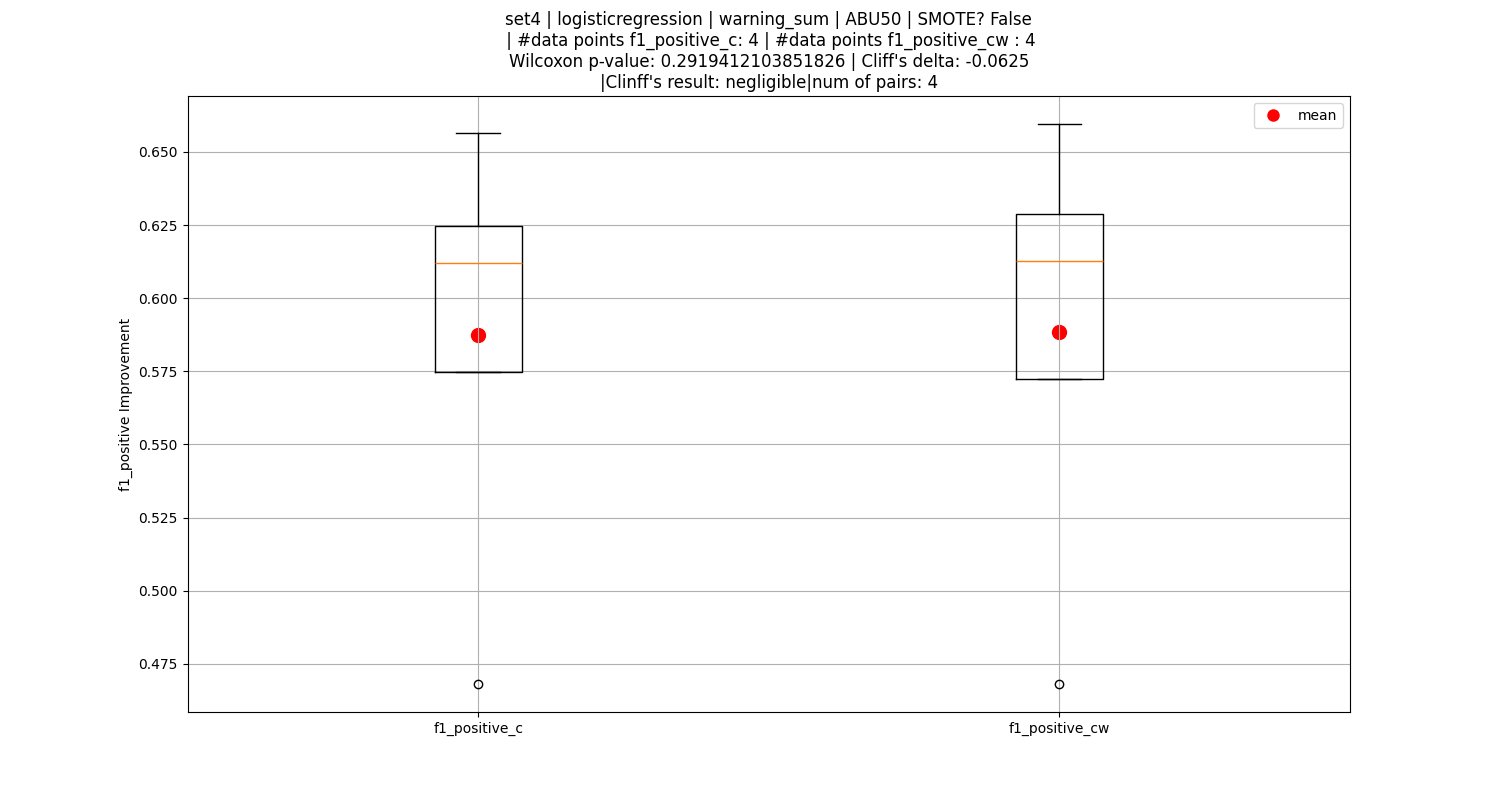 set4 | logisticregression | warning_sum | ABU50 | SMOTE? False
| #data points f1_positive_c: 4 | #data points f1_positive_cw : 4
Wilcoxon p-value: 0.2919412103851826 | Cliff's delta: -0.0625
|Clinff's result: negligible|num of pairs: 4
mean
f1_positive Improvement
0.650
0.625
0.600
0.575
0.550
0.525
0.500
0.475
f1_positive_c
f1_positive_cw